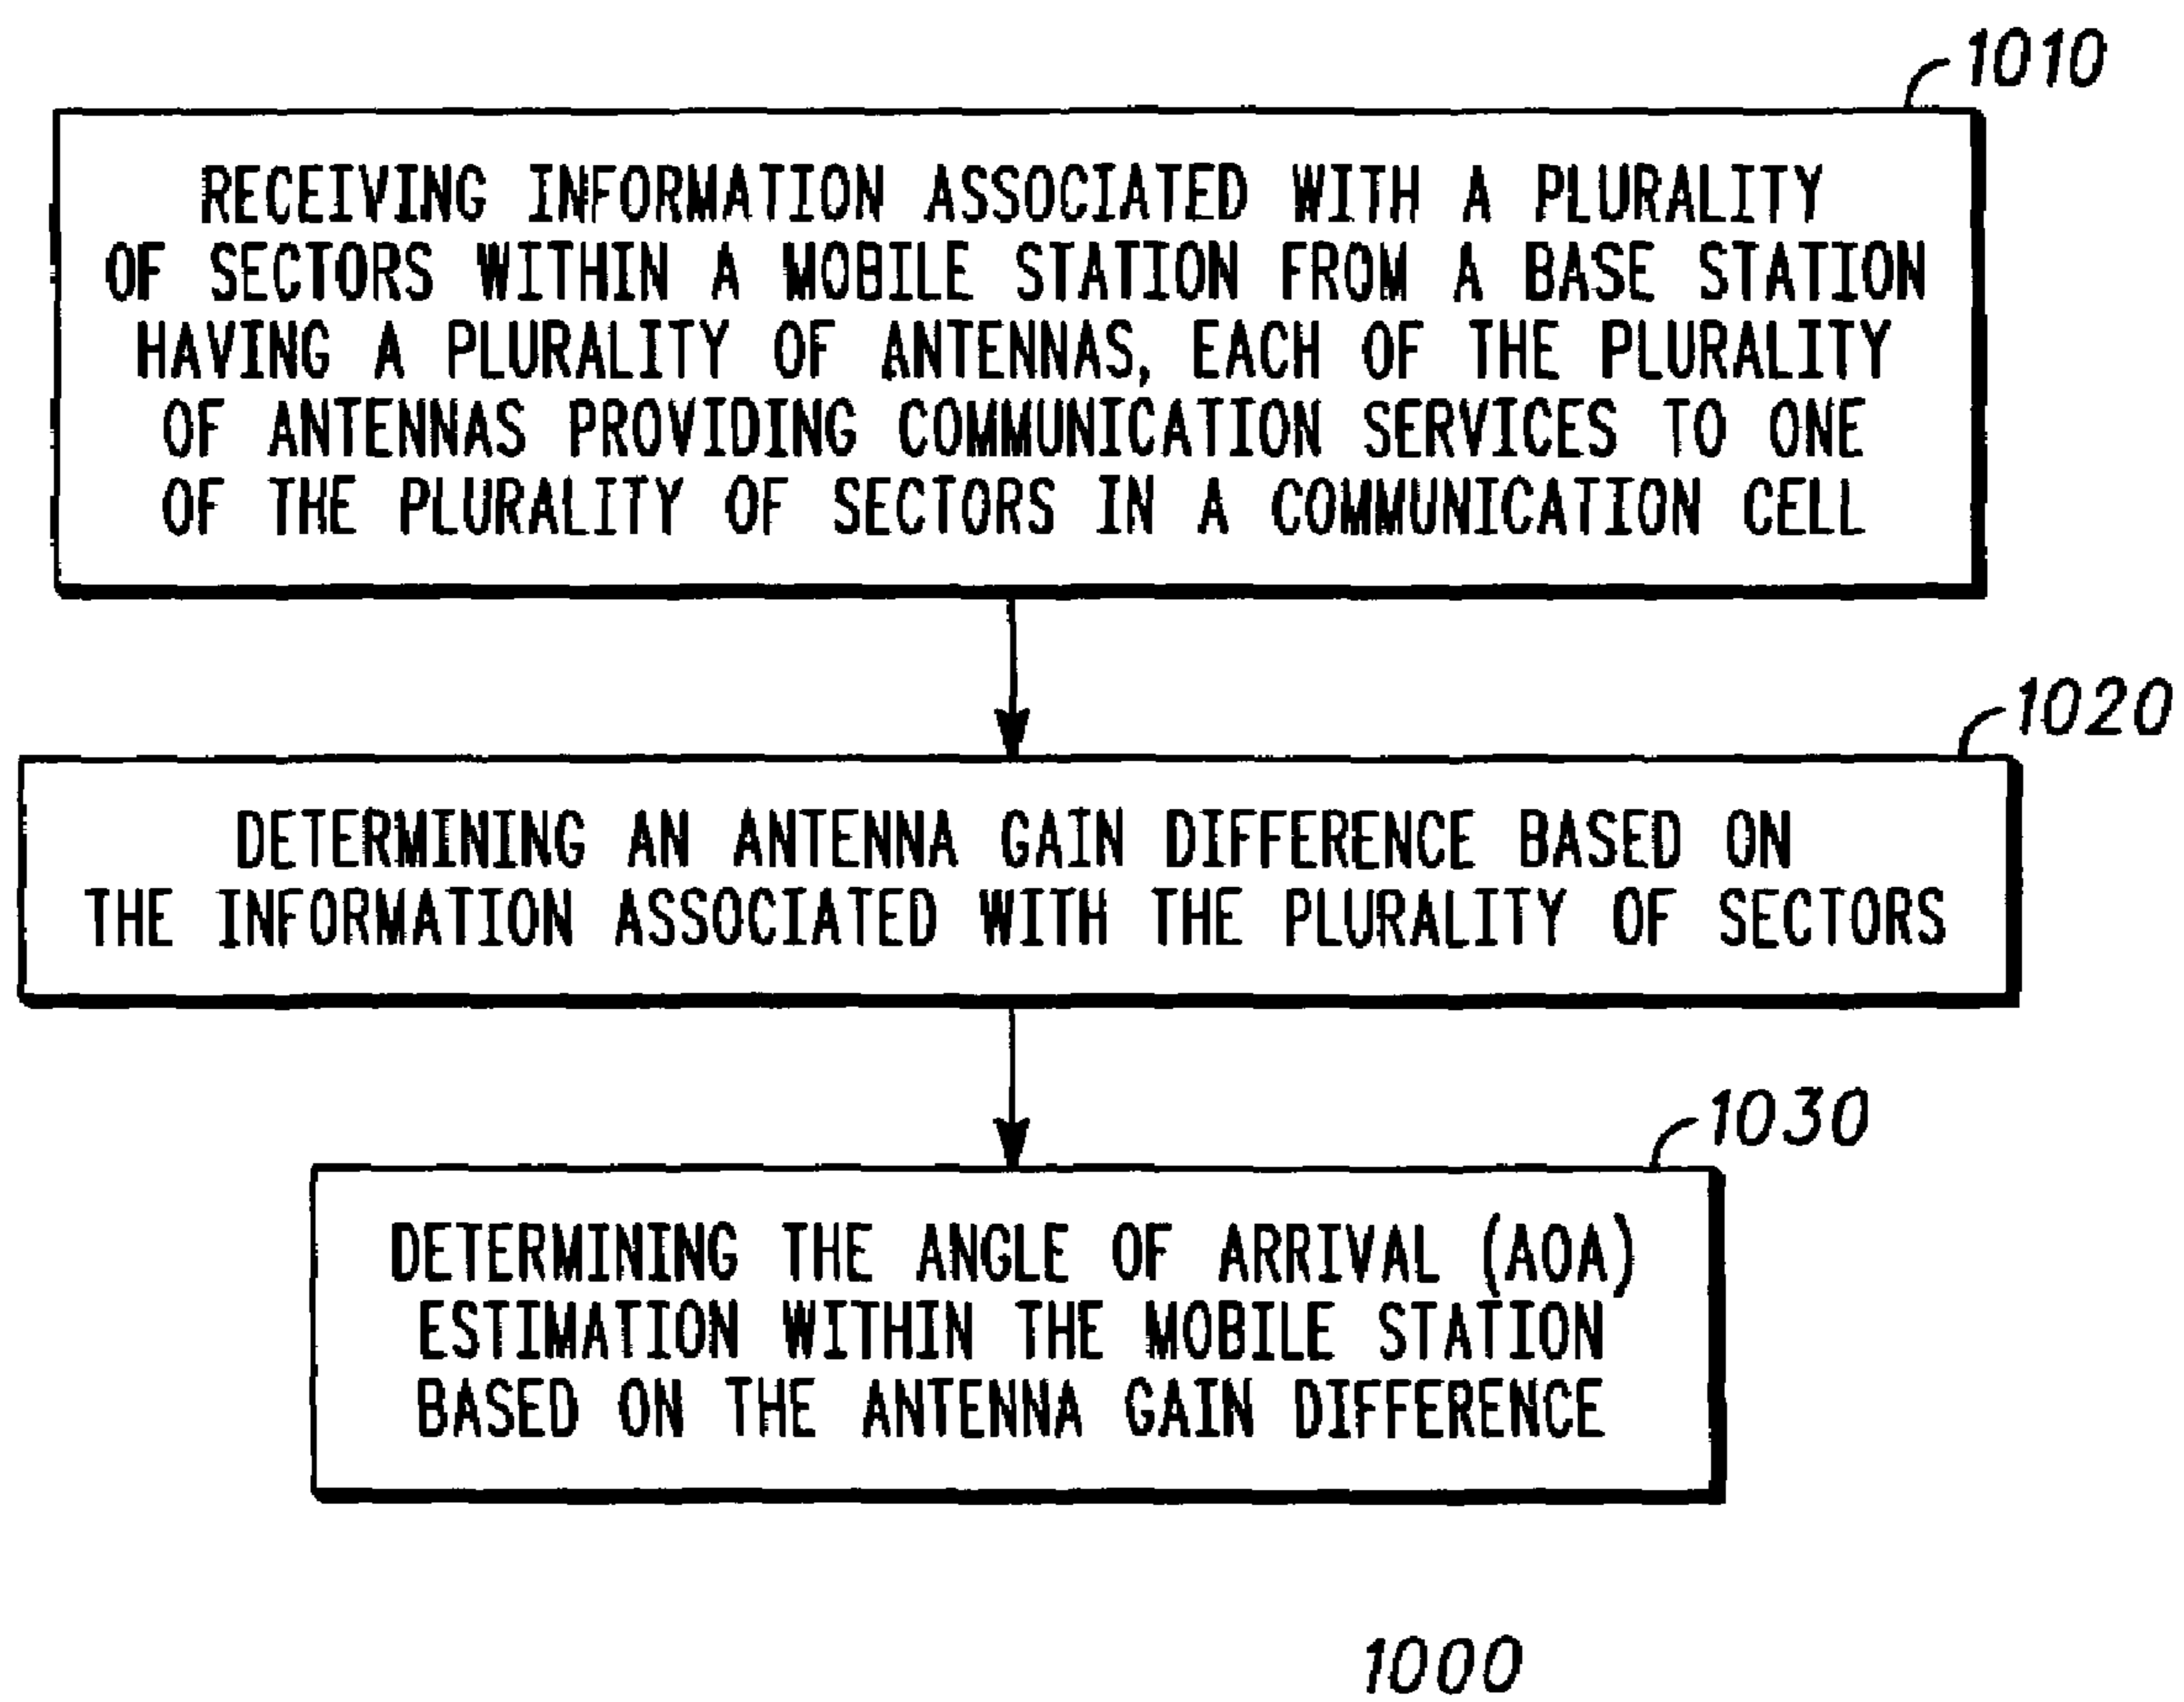 1010
RECEIVING INFORMATION ASSOCIATED WITH A PLURALITY
OF SECTORS WITHIN A MOBILE STATION FROM A BASE STATION
HAVING A PLURALITY OF ANTENNAS, EACH OF THE PLURALITY
OF ANTENNAS PROVIDING COMMUNICATION SERVICES TO ONE
OF THE PLURALITY OF SECTORS IN A COMMUNICATION CELL
1020
DETERMINING AN ANTENNA GAIN DIFFERENCE BASED ON
THE INFORMATION ASSOCIATED WITH THE PLURALITY OF SECTORS
1030
DETERMINING THE ANGLE OF ARRIVAL (AOA)
ESTIMATION WITHIN THE MOBILE STATION
BASED ON THE ANTENNA GAIN DIFFERENCE
1000